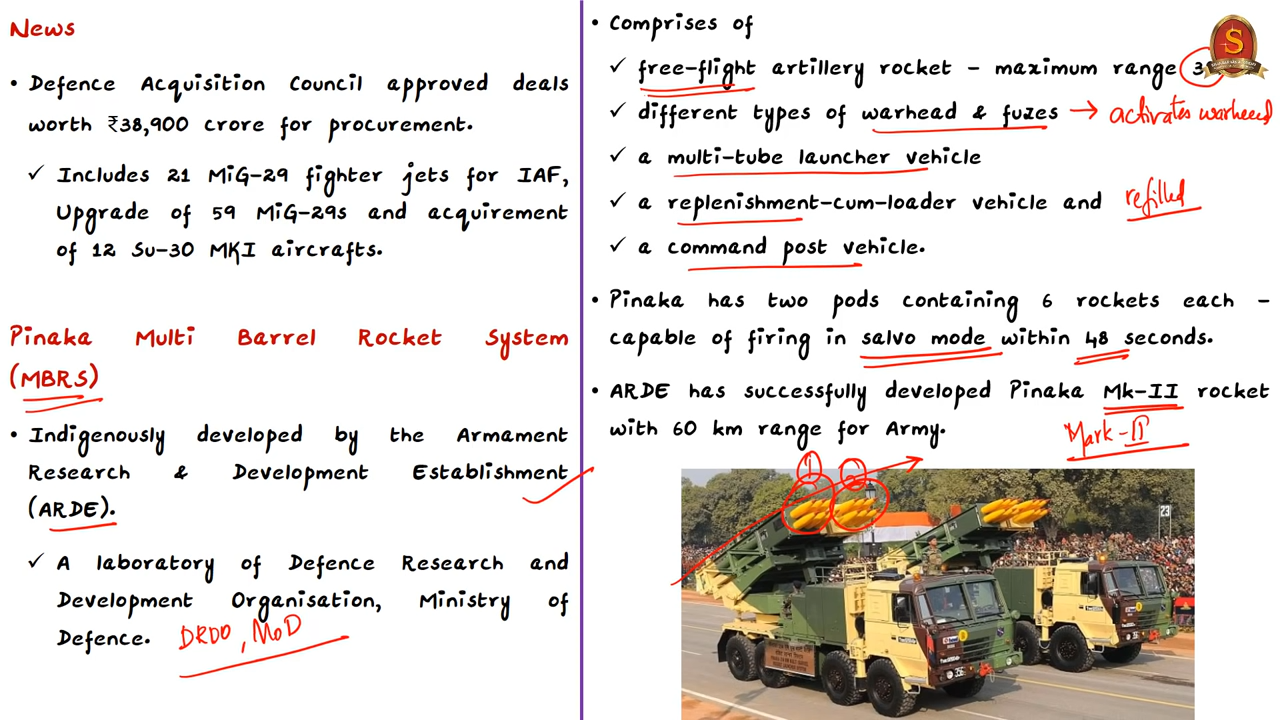 News
• Defence Acquisition Council approved deals
worth ₹38,900 crore for procurement.
✓ Includes 21 MiG-29 fighter jets for IAF,
Upgrade of 59 MiG-29s and acquirement
of 12 Su-30 MKI aircrafts.
Pinaka Multi Barrel Rocket System
(MBRS)
• Indigenously developed by the Armament
Research & Development Establishment
(ARDE).
✓ A laboratory of Defence Research and
Development Organisation, Ministry of
Defence. DRDO, MoD
• Comprises of
✓ free-flight artillery rocket - maximum range 3
✓ different types of warhead & fuzes → activates warheed
✓ a multi-tube launcher vehicle
✓ a replenishment-cum-loader vehicle and refilled
✓ a command post vehicle.
• Pinaka has two pods containing 6 rockets each -
capable of firing in salvo mode within 48 seconds.
• ARDE has successfully developed Pinaka Mk-II rocket
with 60 km range for Army.
Mark-II
1 2
23
S